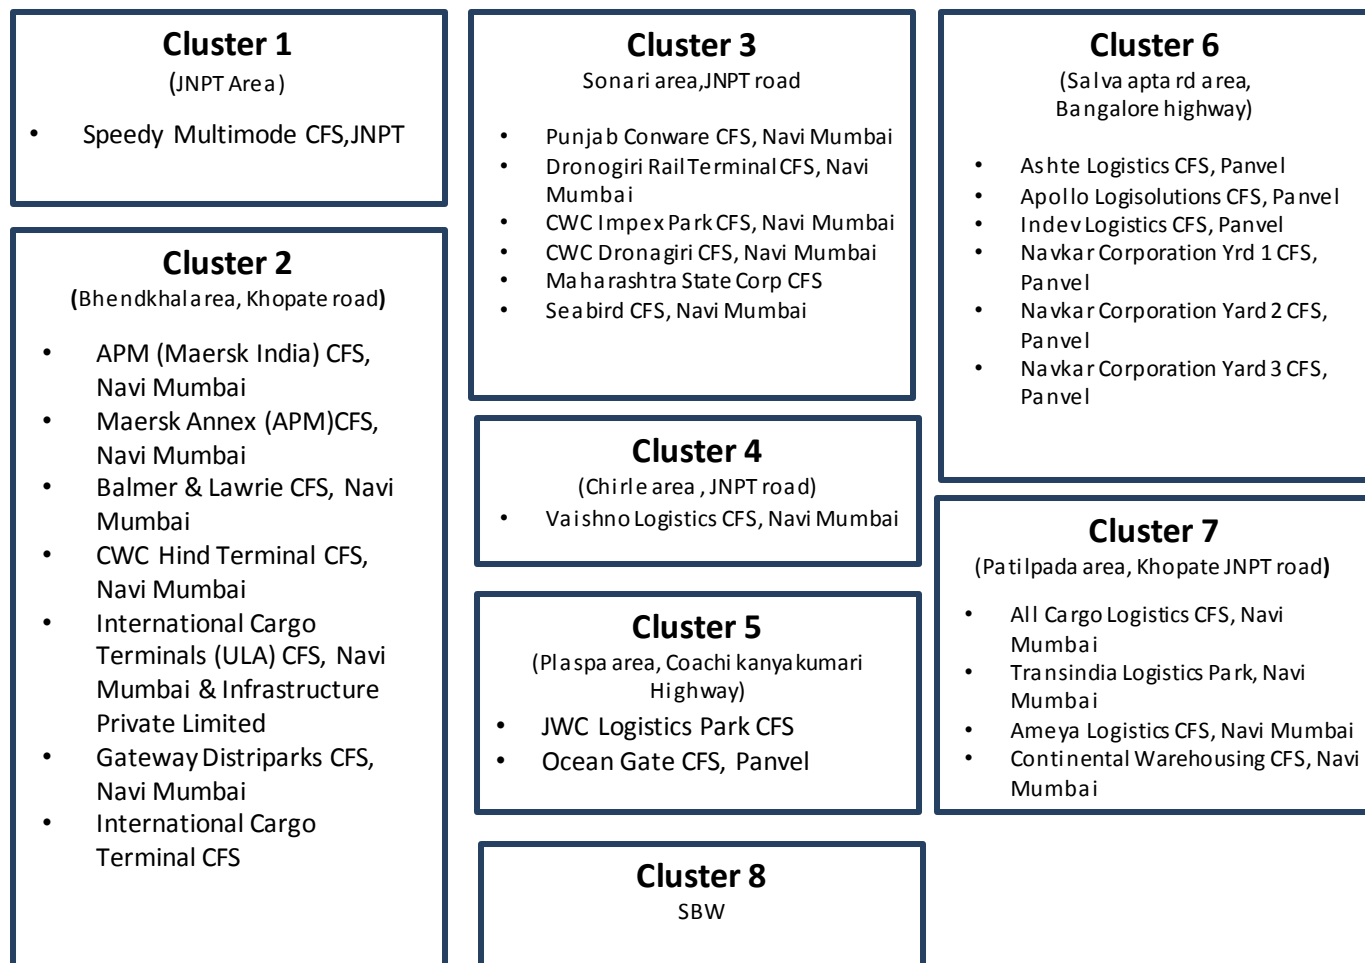 Cluster 1
(JNPT Area)
• Speedy Multimode CFS,JNPT
Cluster 2
(Bhendkhal area, Khopate road)
• APM (Maersk India) CFS,
Navi Mumbai
• Maersk Annex (APM)CFS,
Navi Mumbai
• Balmer & Lawrie CFS, Navi
Mumbai
• CWC Hind Terminal CFS,
Navi Mumbai
• International Cargo
Terminals (ULA) CFS, Navi
Mumbai & Infrastructure
Private Limited
• Gateway Distriparks CFS,
Navi Mumbai
• International Cargo
Terminal CFS
Cluster 3
Sonari area,JNPT road
• Punjab Conware CFS, Navi Mumbai
• Dronogiri Rail Terminal CFS, Navi
Mumbai
• CWC Impex Park CFS, Navi Mumbai
• CWC Dronagiri CFS, Navi Mumbai
• Maharashtra State Corp CFS
• Seabird CFS, Navi Mumbai
Cluster 4
(Chirle area , JNPT road)
• Vaishno Logistics CFS, Navi Mumbai
Cluster 5
(Plaspa area, Coachi kanyakumari
Highway)
• JWC Logistics Park CFS
• Ocean Gate CFS, Panvel
Cluster 8
SBW
Cluster 6
(Salva apta rd area,
Bangalore highway)
• Ashte Logistics CFS, Panvel
• Apollo Logisolutions CFS, Panvel
• Indev Logistics CFS, Panvel
• Navkar Corporation Yrd 1 CFS,
Panvel
• Navkar Corporation Yard 2 CFS,
Panvel
• Navkar Corporation Yard 3 CFS,
Panvel
Cluster 7
(Patilpada area, Khopate JNPT road)
• All Cargo Logistics CFS, Navi
Mumbai
• Transindia Logistics Park, Navi
Mumbai
• Ameya Logistics CFS, Navi Mumbai
• Continental Warehousing CFS, Navi
Mumbai